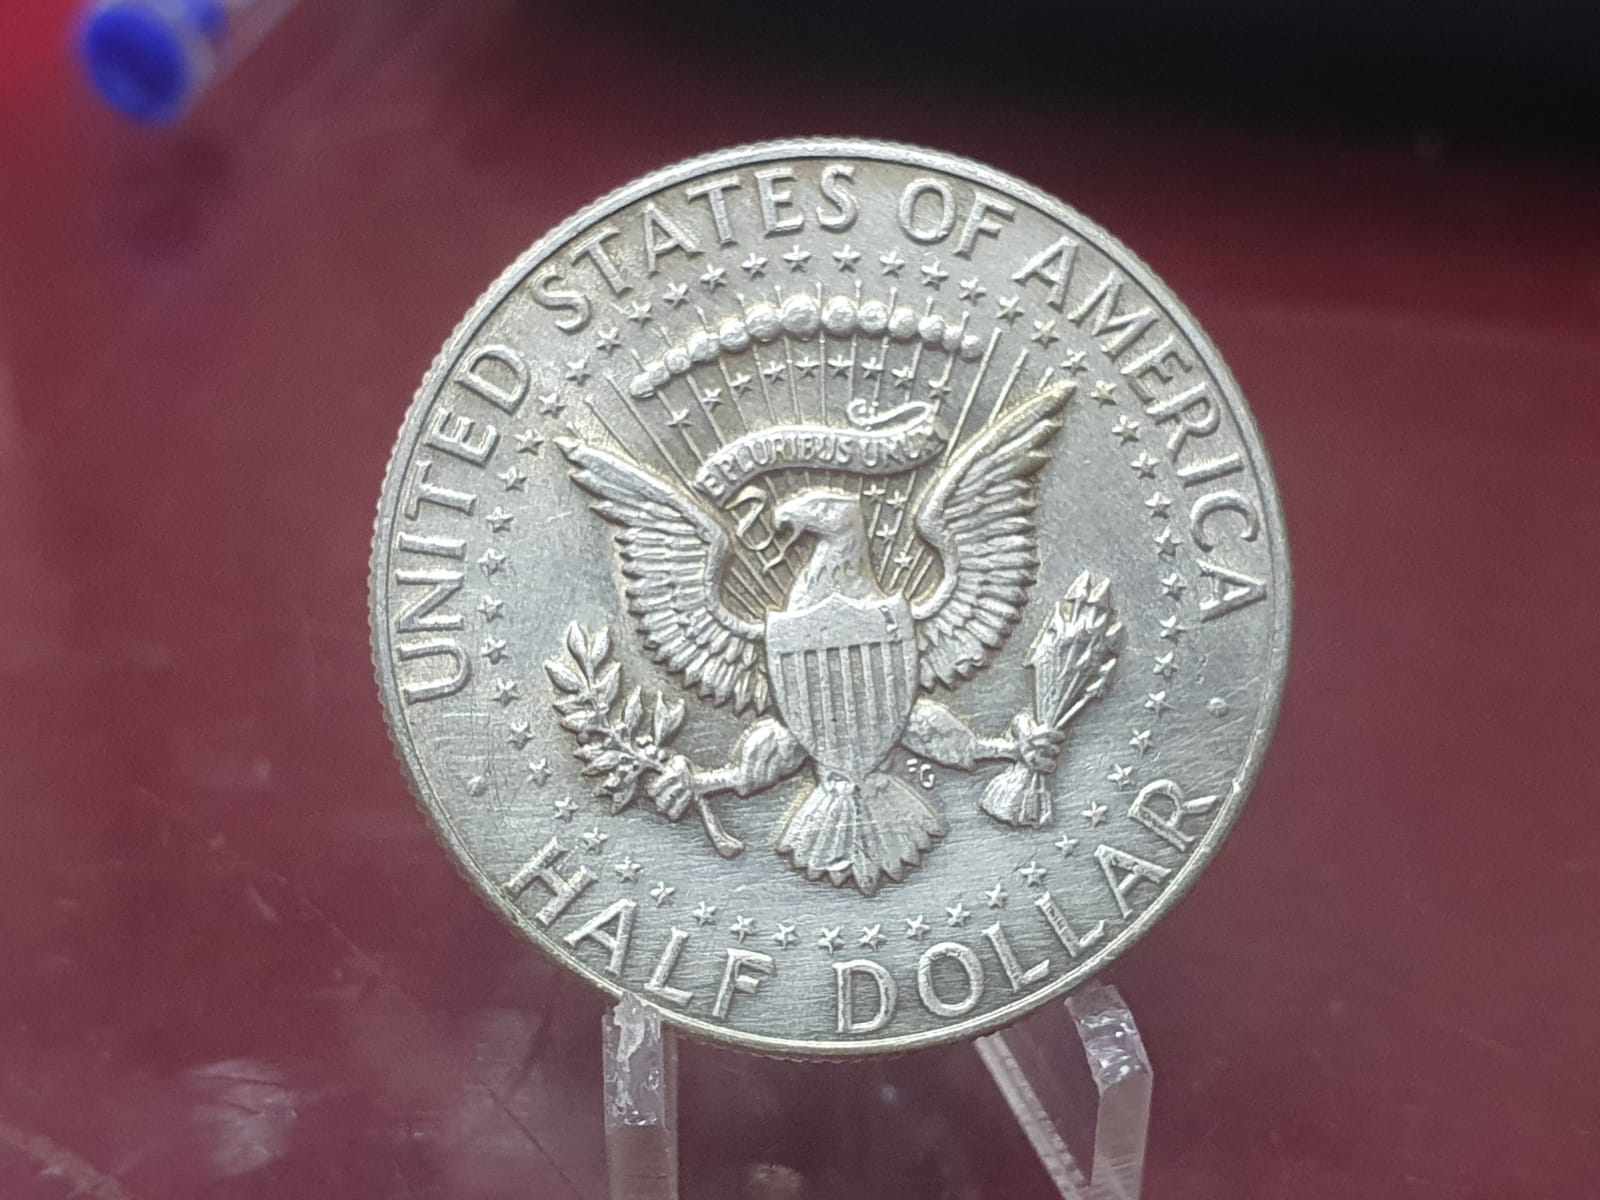 UNITED STATES OF AMERICA
E PLURIBUS UNUM
FG
HALF DOLLAR